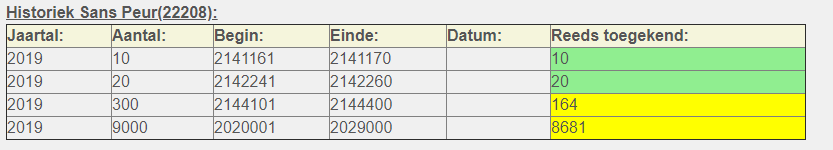 Historiek Sans Peur(22208):
Jaartal: Aantal: Begin: Einde: Datum: Reeds toegekend:
2019 10 2141161 2141170 10
2019 20 2142241 2142260 20
2019 300 2144101 2144400 164
2019 9000 2020001 2029000 8681